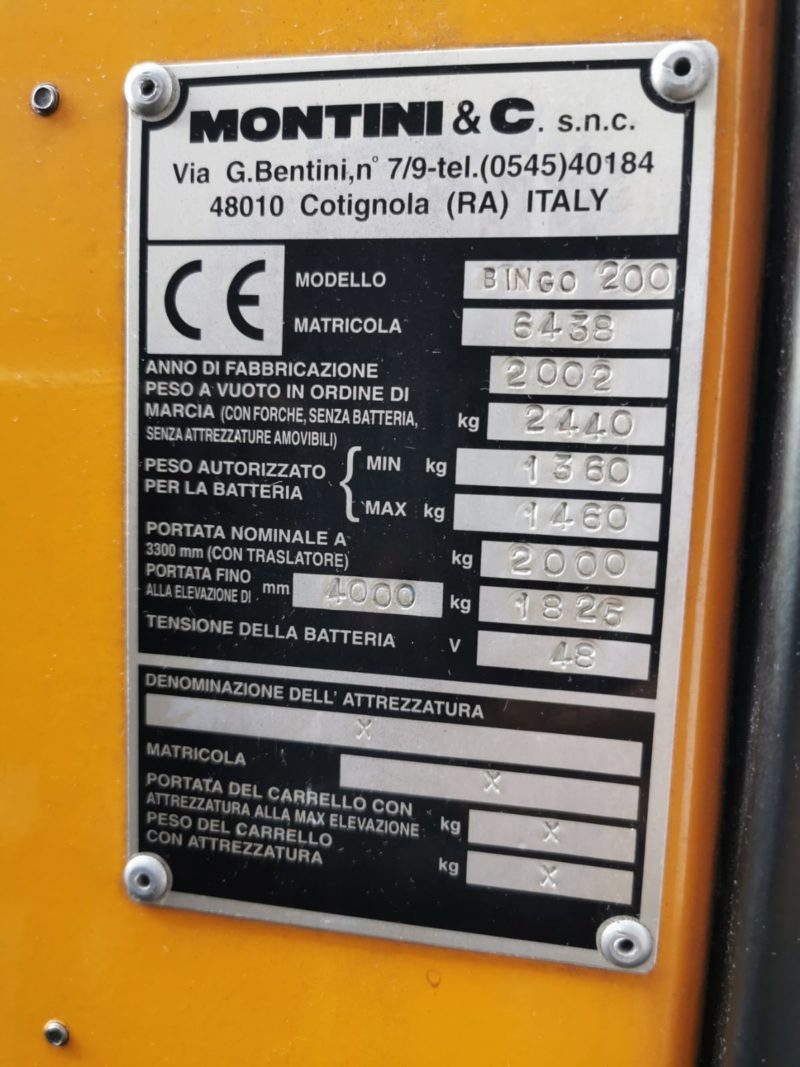 MONTINI & C. s.n.c.
Via G.Bentini,n° 7/9-tel.(0545)40184
48010 Cotignola (RA) ITALY
CE
MODELLO BINGO 200
MATRICOLA 6438
ANNO DI FABBRICAZIONE 2002
PESO A VUOTO IN ORDINE DI
MARCIA (CON FORCHE, SENZA BATTERIA, kg 2440
SENZA ATTREZZATURE AMOVIBILI)
PESO AUTORIZZATO MIN kg 1360
PER LA BATTERIA MAX kg 1460
PORTATA NOMINALE A
3300 mm (CON TRASLATORE) kg 2000
PORTATA FINO
ALLA ELEVAZIONE DI mm 4000 kg 1825
TENSIONE DELLA BATTERIA V 48
DENOMINAZIONE DELL' ATTREZZATURA
X
MATRICOLA X
PORTATA DEL CARRELLO CON
ATTREZZATURA ALLA MAX ELEVAZIONE kg X
PESO DEL CARRELLO
CON ATTREZZATURA kg X